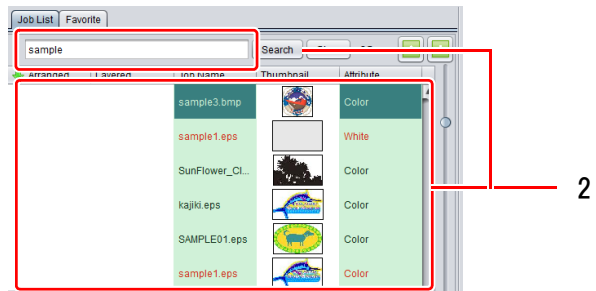 Job List Favorite
sample Search
Arranged Layered Job Name Thumbnail Attribute
sample3.bmp Color
sample1.eps White
SunFlower_Cl... Color
2
kajiki.eps Color
SAMPLE01.eps Color
sample1.eps Color